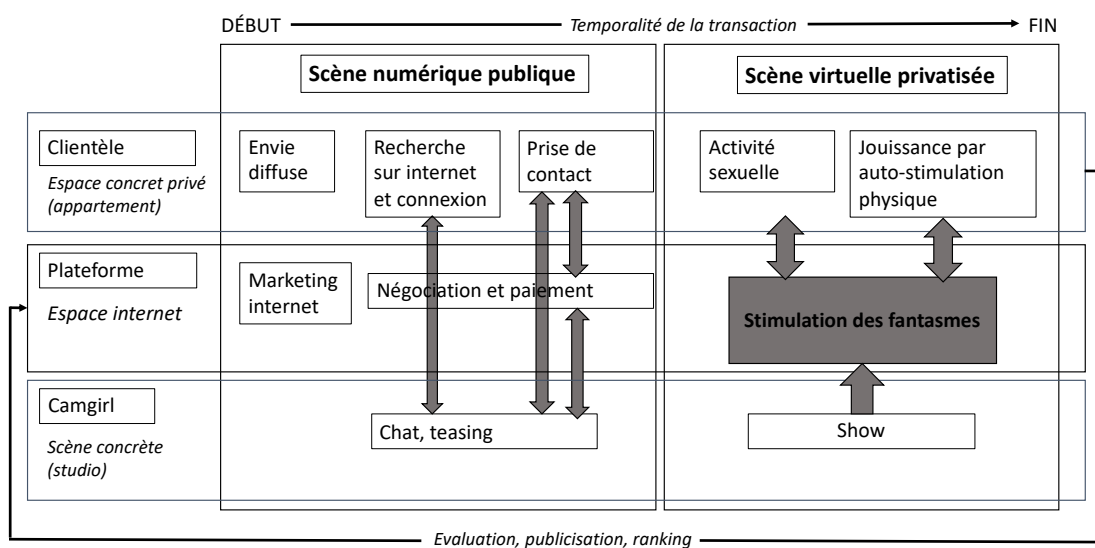 DÉBUT
Temporalité de la transaction
FIN
Scène numérique publique
Scène virtuelle privatisée
Clientèle
Espace concret privé
(appartement)
Envie
diffuse
Recherche
sur internet
et connexion
Prise de
contact
Activité
sexuelle
Jouissance par
auto-stimulation
physique
Plateforme
Espace internet
Marketing
internet
Négociation et paiement
Stimulation des fantasmes
Camgirl
Scène concrète
(studio)
Chat, teasing
Show
Evaluation, publicisation, ranking